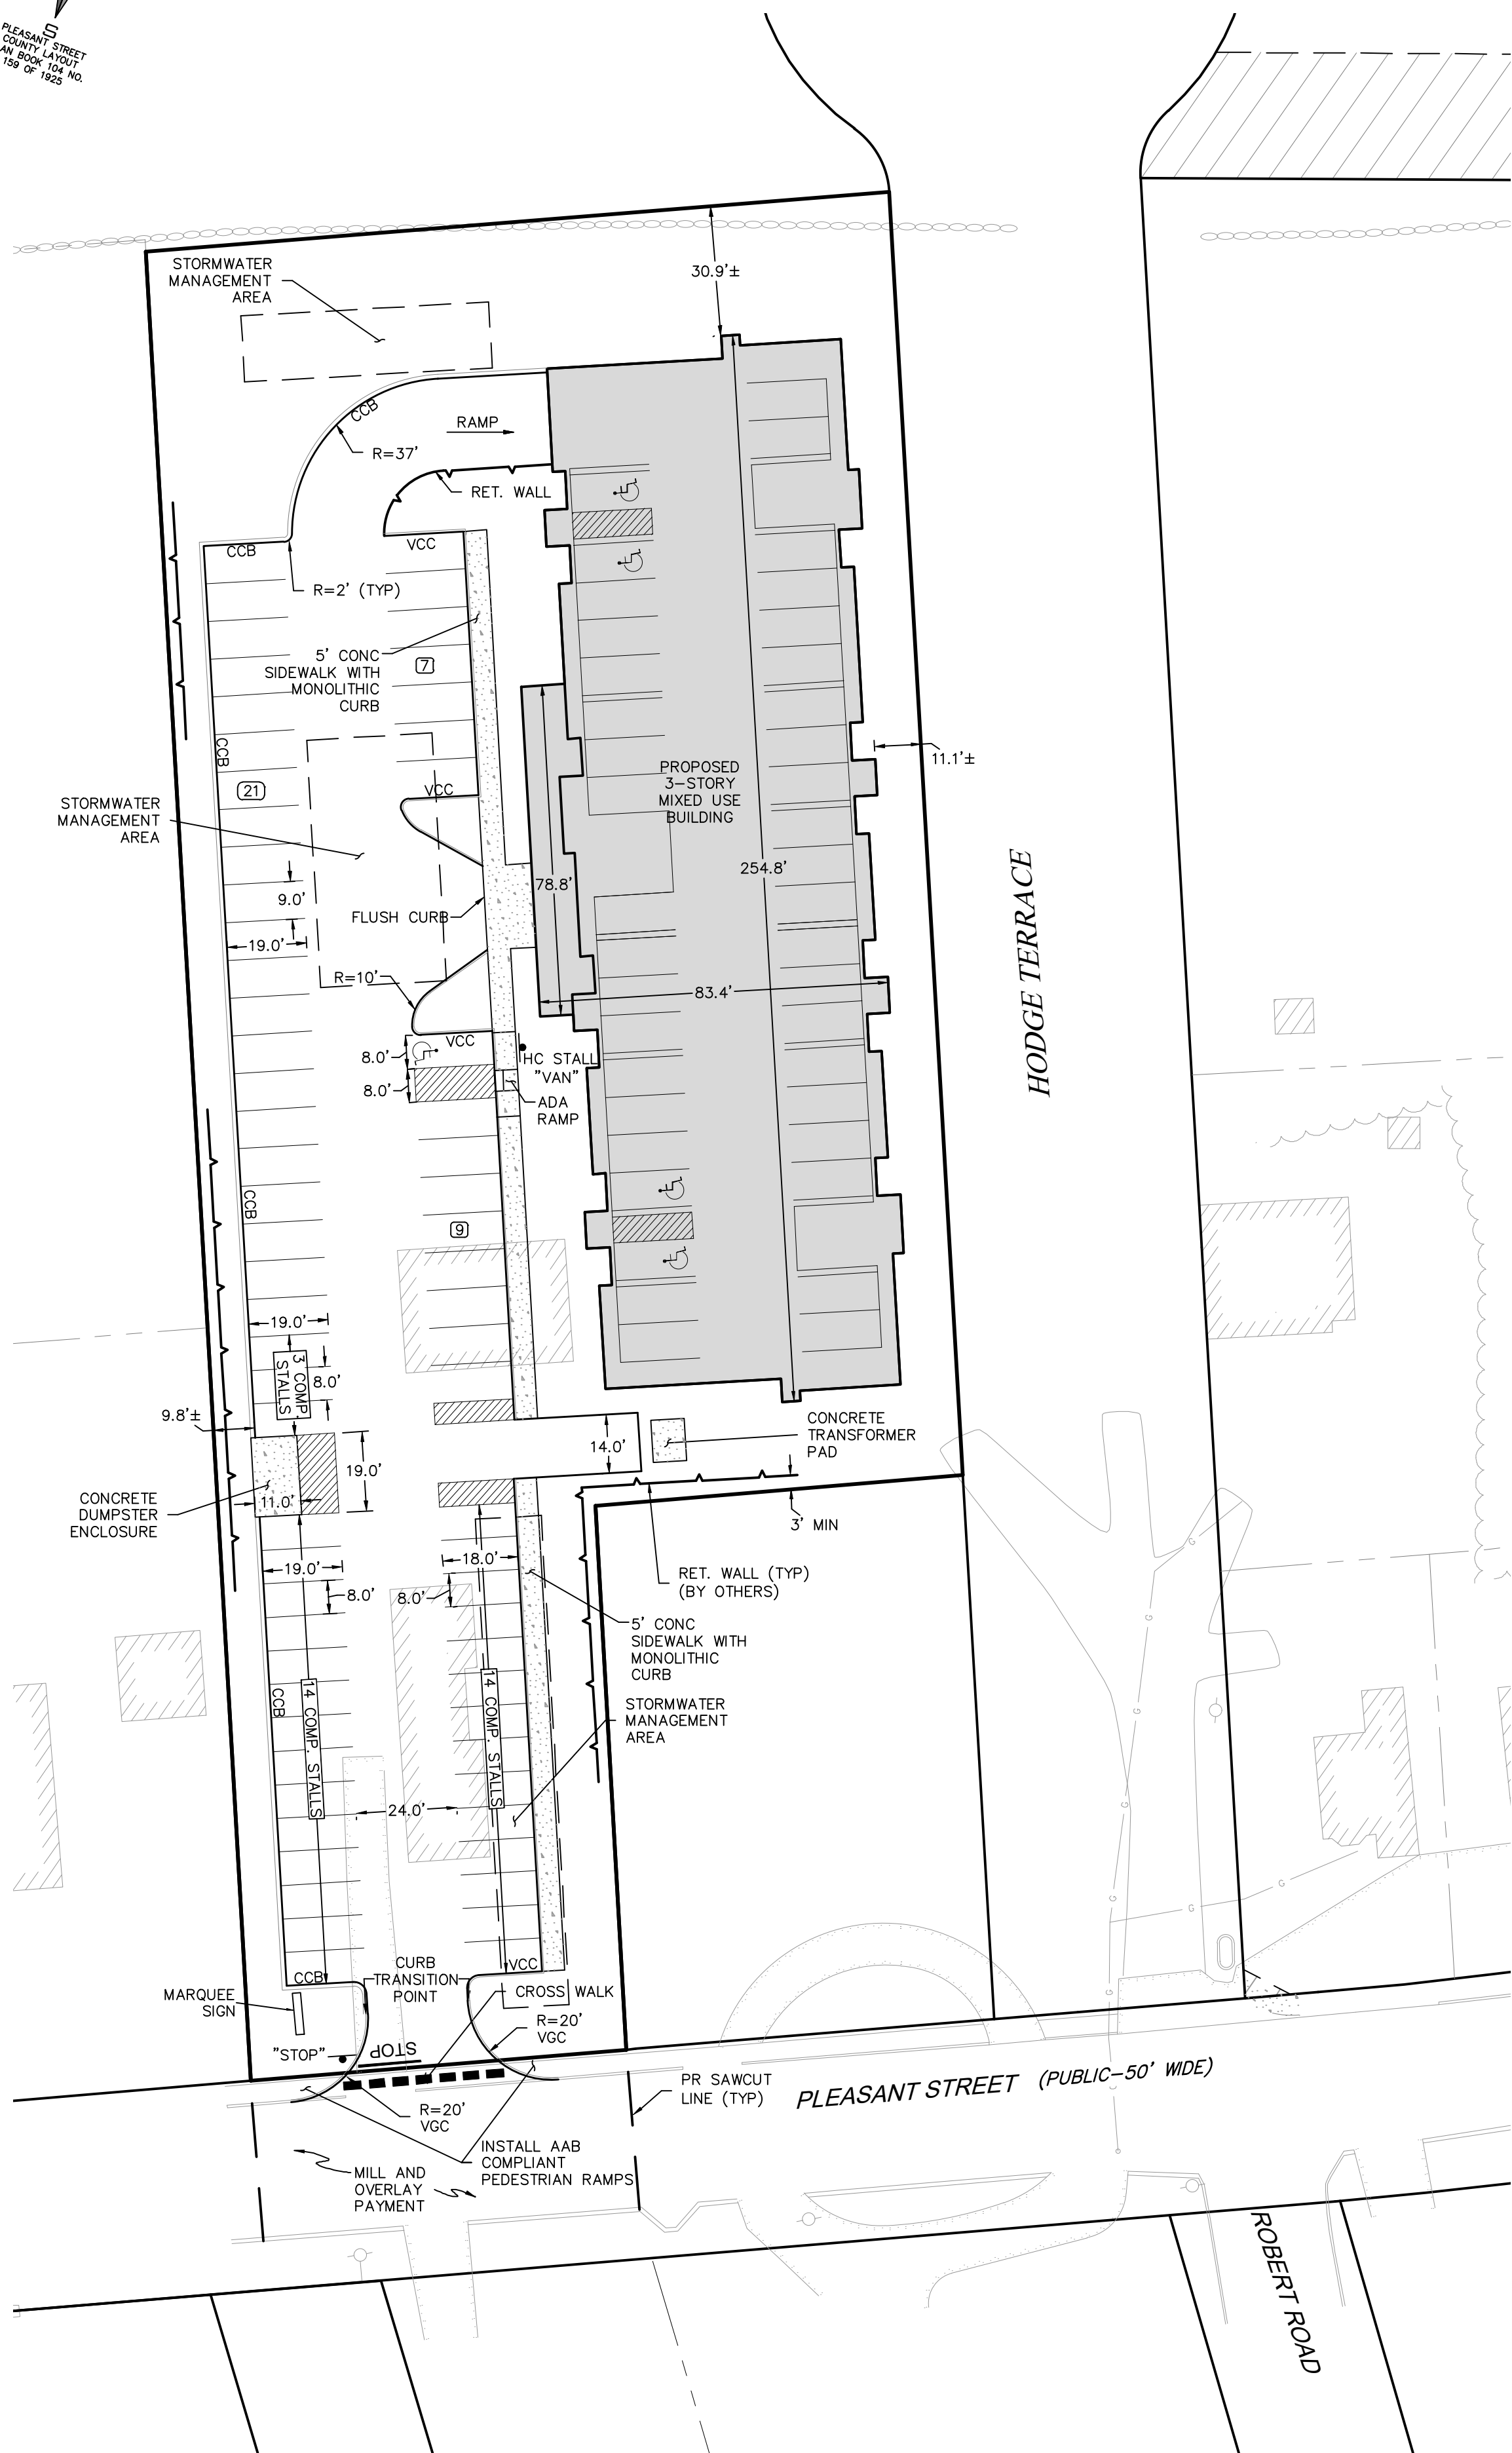 S
PLEASANT STREET
COUNTY LAYOUT
AN BOOK 104 NO.
159 OF 1925
STORMWATER
MANAGEMENT
AREA
30.9'±
CCB
RAMP
R=37'
RET. WALL
CCB
VCC
R=2' (TYP)
5' CONC
SIDEWALK WITH
MONOLITHIC
CURB
7
CCB
21
VCC
STORMWATER
MANAGEMENT
AREA
PROPOSED
3-STORY
MIXED USE
BUILDING
11.1'±
9.0'
78.8'
254.8'
FLUSH CURB
19.0'
R=10'
83.4'
HODGE TERRACE
VCC
8.0'
8.0'
HC STALL
"VAN"
ADA
RAMP
CCB
9
19.0'
3 COMP.
STALLS
8.0'
9.8'±
14.0'
CONCRETE
TRANSFORMER
PAD
19.0'
11.0'
CONCRETE
DUMPSTER
ENCLOSURE
3' MIN
19.0'
18.0'
8.0'
8.0'
RET. WALL (TYP)
(BY OTHERS)
5' CONC
SIDEWALK WITH
MONOLITHIC
CURB
CCB
14 COMP. STALLS
14 COMP. STALLS
STORMWATER
MANAGEMENT
AREA
24.0'
G
G
G
G
G
G
G
G
CCB
CURB
TRANSITION
POINT
VCC
MARQUEE
SIGN
CROSS WALK
R=20'
VGC
"STOP"
STOP
PR SAWCUT
LINE (TYP)
PLEASANT STREET (PUBLIC-50' WIDE)
R=20'
VGC
INSTALL AAB
COMPLIANT
PEDESTRIAN RAMPS
MILL AND
OVERLAY
PAYMENT
ROBERT ROAD